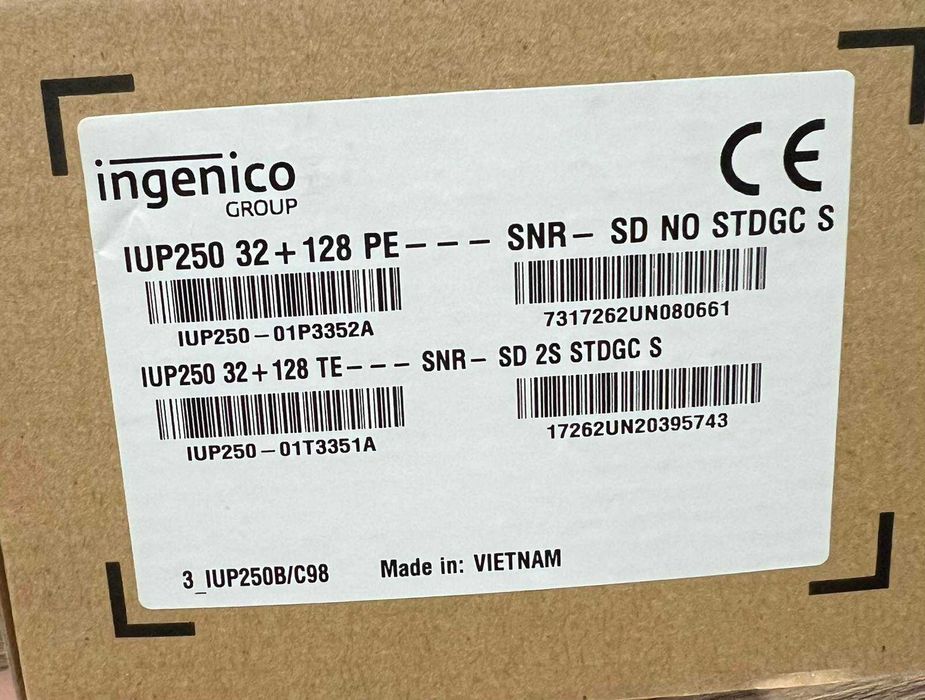 ingenico
GROUP
CE
IUP250 32+128 PE--- SNR- SD NO STDGC S
IUP250-01P3352A 7317262UN080661
IUP250 32+128 TE--- SNR- SD 2S STDGC S
IUP250-01T3351A 17262UN20395743
3_IUP250B/C98 Made in: VIETNAM